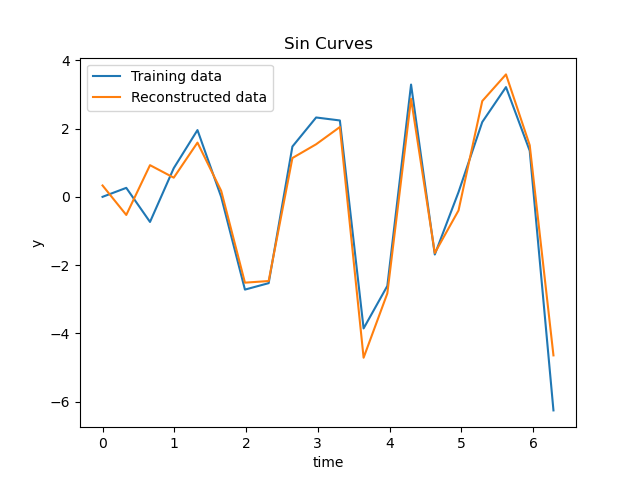 Sin Curves
Training data
Reconstructed data
4
2
0
−2
−4
−6
y
0 1 2 3 4 5 6
time